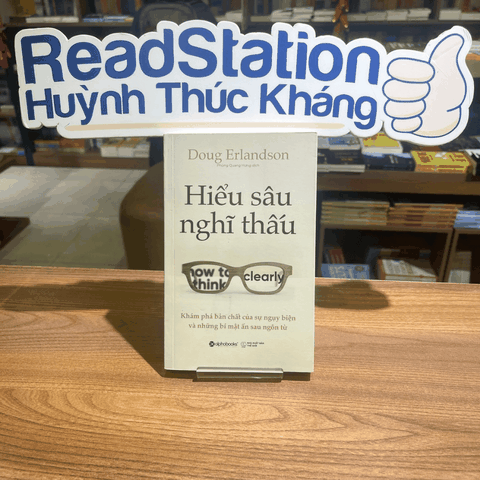 ReadStation
Huỳnh Thúc Kháng
Doug Erlandson
Hiểu sâu
nghĩ thấu
how to
think
clearly
Khám phá bản chất của sự ngụy biện
và những bí mật ẩn sau ngôn từ
alphabooks